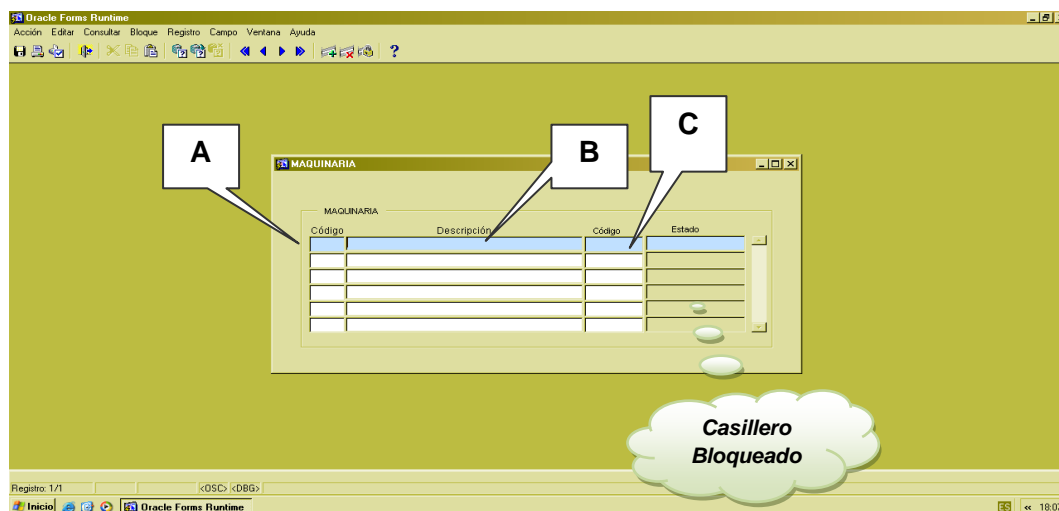 Oracle Forms Runtime
Acción Editar Consultar Bloque Registro Campo Ventana Ayuda
A
B
C
MAQUINARIA
MAQUINARIA
Código Descripción Código Estado
Casillero
Bloqueado
Registro: 1/1 <OSC> <DBG>
Inicio Oracle Forms Runtime ES « 18:0